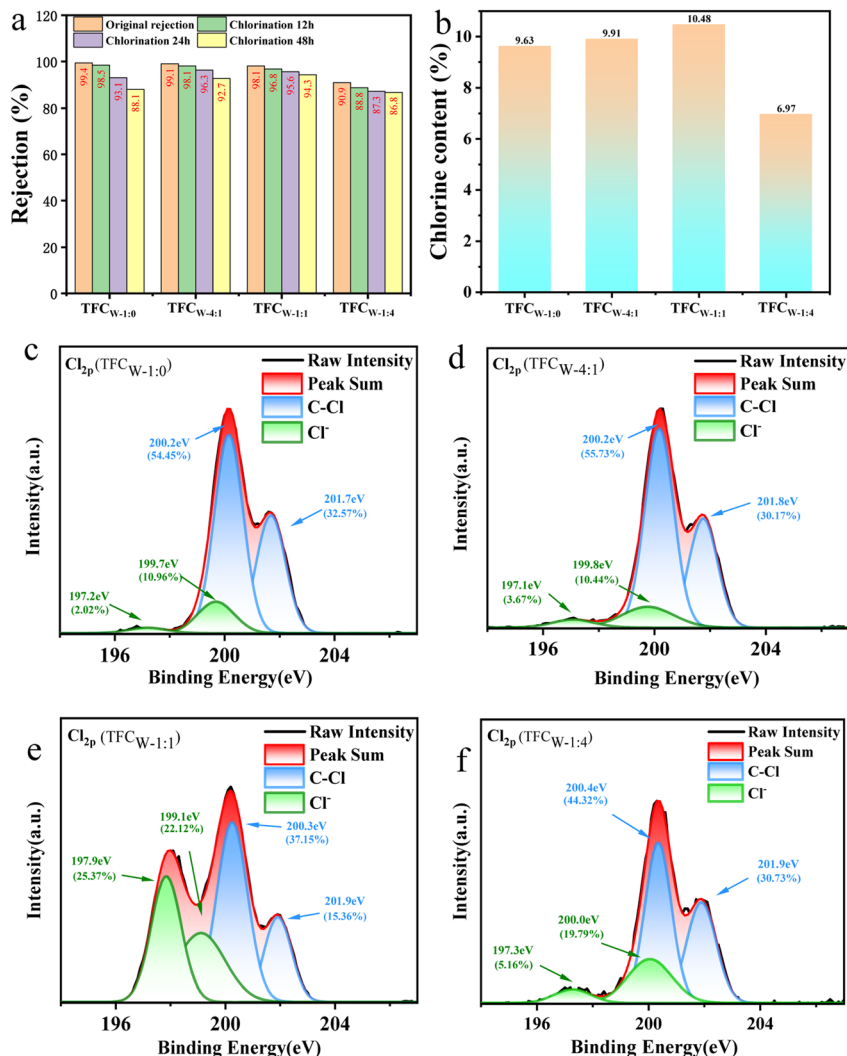 a
Original rejection
Chlorination 12h
Chlorination 24h
Chlorination 48h
Rejection (%)
120
100
80
60
40
20
0
99.4
98.5
93.1
88.1
99.1
98.1
96.3
92.7
98.1
96.8
95.6
94.3
90.9
88.8
87.3
86.8
TFCW-1:0
TFCW-4:1
TFCW-1:1
TFCW-1:4
b
Chlorine content (%)
10
8
6
4
2
0
9.63
9.91
10.48
6.97
TFCW-1:0
TFCW-4:1
TFCW-1:1
TFCW-1:4
c
Cl2p (TFCW-1:0)
Raw Intensity
Peak Sum
C-Cl
Cl-
200.2eV
(54.45%)
201.7eV
(32.57%)
199.7eV
(10.96%)
197.2eV
(2.02%)
Intensity(a.u.)
196
200
204
Binding Energy(eV)
d
Cl2p (TFCW-4:1)
Raw Intensity
Peak Sum
C-Cl
Cl-
200.2eV
(55.73%)
201.8eV
(30.17%)
199.8eV
(10.44%)
197.1eV
(3.67%)
Intensity(a.u.)
196
200
204
Binding Energy(eV)
e
Cl2p (TFCW-1:1)
Raw Intensity
Peak Sum
C-Cl
Cl-
199.1eV
(22.12%)
200.3eV
(37.15%)
197.9eV
(25.37%)
201.9eV
(15.36%)
Intensity(a.u.)
196
200
204
Binding Energy(eV)
f
Cl2p (TFCW-1:4)
Raw Intensity
Peak Sum
C-Cl
Cl-
200.4eV
(44.32%)
201.9eV
(30.73%)
200.0eV
(19.79%)
197.3eV
(5.16%)
Intensity(a.u.)
196
200
204
Binding Energy(eV)